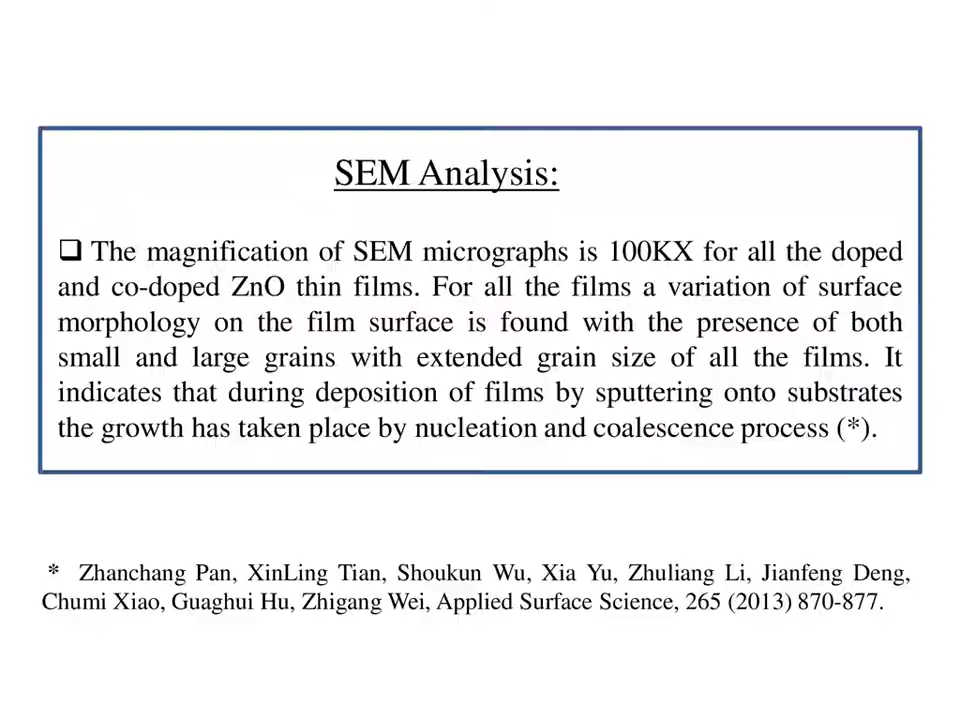 SEM Analysis:
❑ The magnification of SEM micrographs is 100KX for all the doped
and co-doped ZnO thin films. For all the films a variation of surface
morphology on the film surface is found with the presence of both
small and large grains with extended grain size of all the films. It
indicates that during deposition of films by sputtering onto substrates
the growth has taken place by nucleation and coalescence process (*).
* Zhanchang Pan, XinLing Tian, Shoukun Wu, Xia Yu, Zhuliang Li, Jianfeng Deng,
Chumi Xiao, Guaghui Hu, Zhigang Wei, Applied Surface Science, 265 (2013) 870-877.